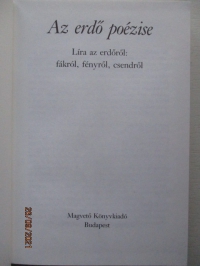 Az erdő poézise
Líra az erdőről:
fákról, fényről, csendről
Magvető Könyvkiadó
Budapest